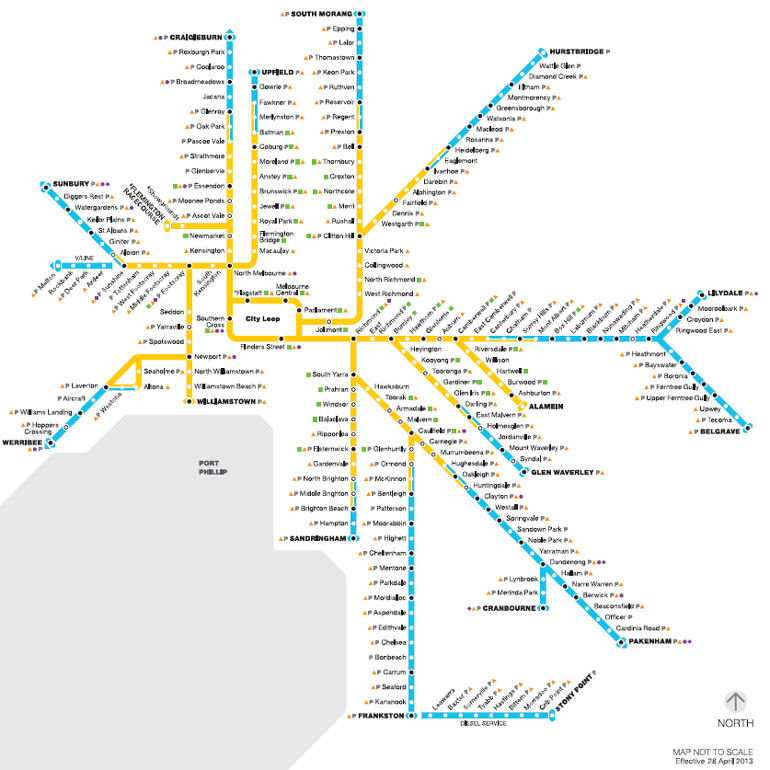 SOUTH MORANG
Epping
Lalor
Thomastown
Keon Park
Ruthven
Reservoir
Regent
Preston
Bell
Thornbury
Croxton
Northcote
Merri
Rushall
Clifton Hill
Victoria Park
Collingwood
North Richmond
West Richmond
Jolimont
CRAIGIEBURN
Roxburgh Park
Coolaroo
Broadmeadows
Jacana
Glenroy
Oak Park
Pascoe Vale
Strathmore
Glenbervie
Essendon
Moonee Ponds
Ascot Vale
Newmarket
Kensington
North Melbourne
UPFIELD P
Gowrie P
Fawkner P
Merlynston P
Batman
Coburg P
Moreland P
Anstey P
Brunswick P
Jewell P
Royal Park
Flemington
Bridge
Macaulay
HURSTBRIDGE P
Wattle Glen P
Diamond Creek P
Eltham P
Montmorency P
Greensborough P
Watsonia P
Macleod P
Rosanna P
Heidelberg P
Eaglemont
Ivanhoe P
Darebin P
Alphington P
Fairfield P
Dennis P
Westgarth P
SUNBURY P
Diggers Rest P
Watergardens P
Keilor Plains P
St Albans P
Ginifer P
Albion P
*Showgrounds
*FLEMINGTON
RACECOURSE
V/LINE
P Melton
Rockbank
P Deer Park
Ardeer
P Sunshine
P Tottenham
P West Footscray
Middle Footscray
P Footscray
South
Kensington
*Flagstaff
Melbourne
Central
Parliament
City Loop
Southern
Cross
Flinders Street
Seddon
P Yarraville
P Spotswood
Newport P
North Williamstown P
Williamstown Beach P
WILLIAMSTOWN P
Seaholme
Altona
P Westona
P Laverton
P Aircraft
P Williams Landing
P Hoppers
Crossing
WERRIBEE
P
PORT
PHILLIP
Richmond
East
Richmond P
Burnley
Hawthorn P
Glenferrie
Auburn
Camberwell P
East Camberwell P
Canterbury
Chatham
Surrey Hills P
Mont Albert P
Box Hill P
Laburnum
Blackburn P
Nunawading P
Mitcham P
Heatherdale P
Ringwood P
LILYDALE P
Mooroolbark P
Croydon P
Ringwood East P
P Heathmont
P Bayswater
P Boronia
P Ferntree Gully
P Upper Ferntree Gully
Upwey
P Tecoma
P BELGRAVE
Riversdale P
Willison
Hartwell
Burwood P
Ashburton P
ALAMEIN
Heyington
Kooyong P
Tooronga P
Gardiner
Glen Iris P
Darling P
East Malvern P
Holmesglen
Jordanville P
Mount Waverley P
Syndal P
GLEN WAVERLEY P
South Yarra
Prahran
Windsor
Balaclava
Ripponlea
P Elsternwick
Gardenvale
P North Brighton
P Middle Brighton
P Brighton Beach
P Hampton
P SANDRINGHAM
Hawksburn
Toorak
Armadale
Malvern
Caulfield P
Carnegie P
Murrumbeena P
Hughesdale P
Oakleigh P
Huntingdale P
Clayton P
Westall P
Springvale P
Sandown Park P
Noble Park P
Yarraman P
Dandenong P
Hallam P
Narre Warren P
Berwick P
Beaconsfield P
Officer P
Cardinia Road P
PAKENHAM P
P Lynbrook
P Merinda Park
P CRANBOURNE
P Glenhuntly
P Ormond
P McKinnon
P Bentleigh
P Patterson
P Moorabbin
P Highett
P Cheltenham
P Mentone
P Parkdale
P Mordialloc
P Aspendale
P Edithvale
P Chelsea
P Bonbeach
P Carrum
P Seaford
P Kananook
P FRANKSTON
Leawarra
Baxter P
Somerville P
Tyabb P
Hastings P
Bittern P
Morradoo P
Crib Point P
STONY POINT P
DIESEL SERVICE
NORTH
MAP NOT TO SCALE
Effective 28 April 2013